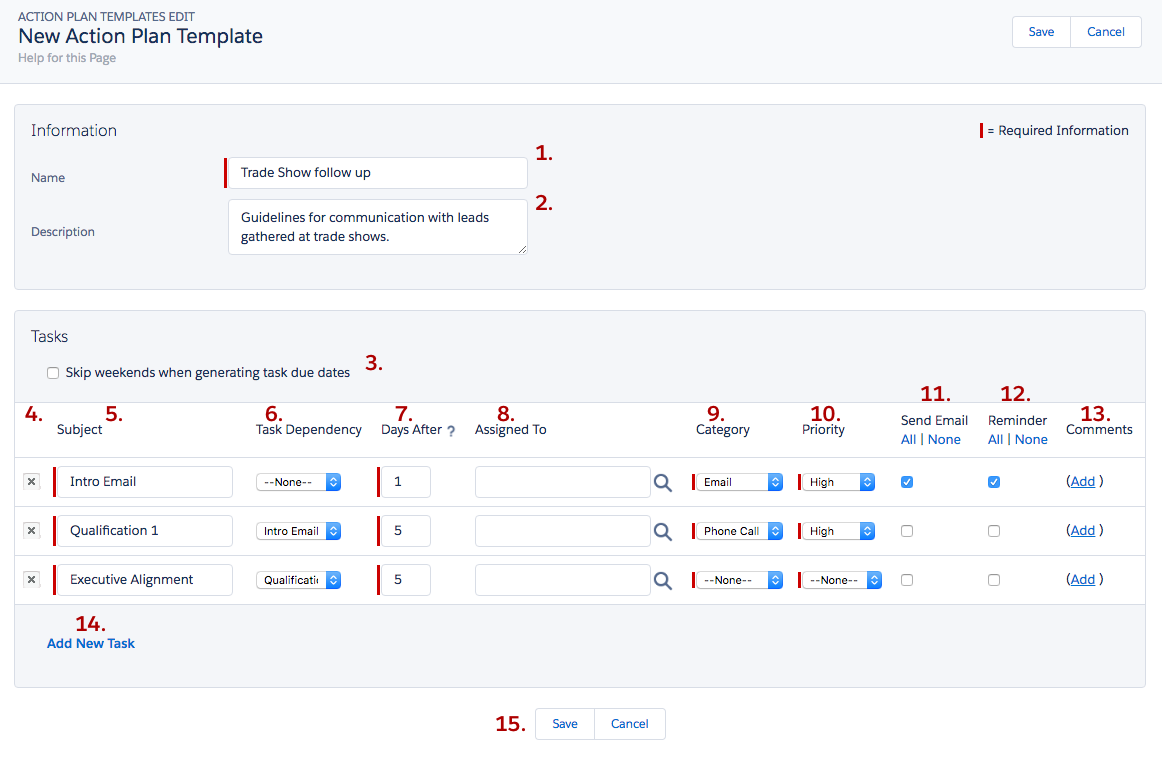 ACTION PLAN TEMPLATES EDIT
New Action Plan Template
Help for this Page
Save Cancel
Information
= Required Information
1.
Name Trade Show follow up
2.
Description Guidelines for communication with leads
gathered at trade shows.
Tasks
3.
Skip weekends when generating task due dates
11. 12.
4. 5. 6. 7. 8. 9. 10. 13.
Subject Task Dependency Days After ? Assigned To Category Priority Send Email Reminder Comments
All | None All | None
Intro Email --None-- 1 Email High (Add )
Qualification 1 Intro Email 5 Phone Call High (Add )
Executive Alignment Qualificatic 5 --None-- --None-- (Add )
14.
Add New Task
15. Save Cancel